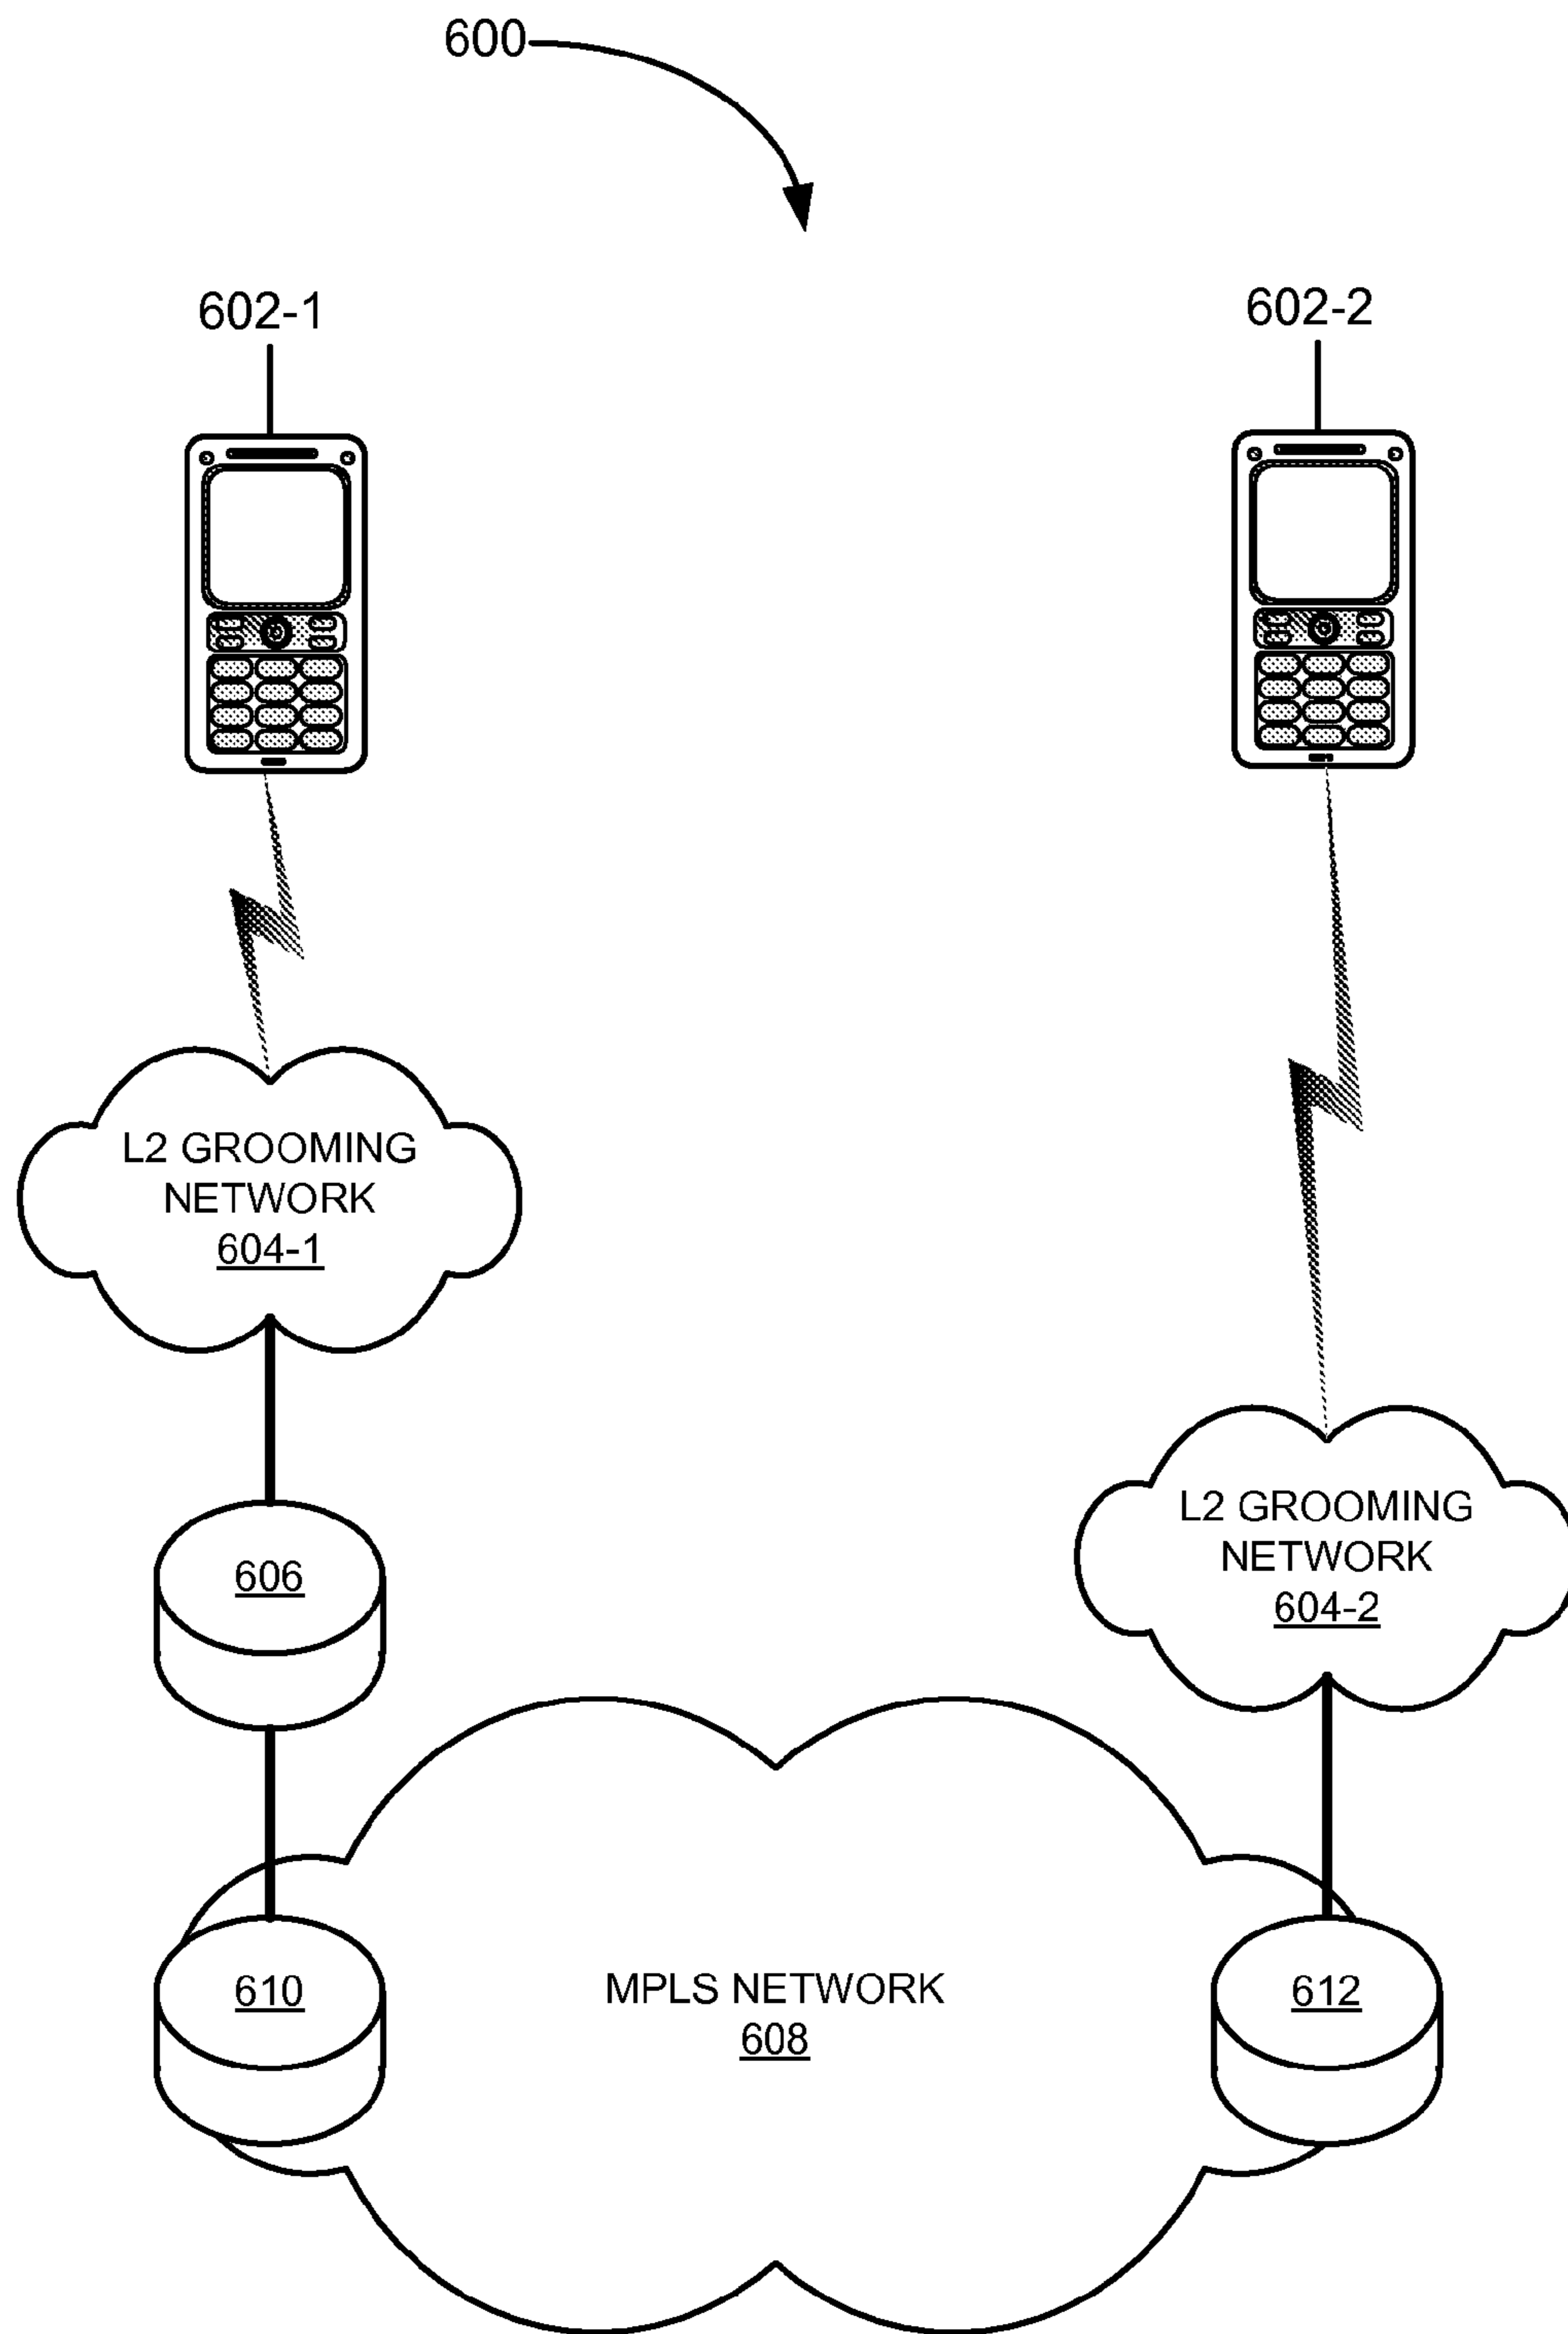 600
602-1
602-2
L2 GROOMING
NETWORK
604-1
L2 GROOMING
NETWORK
604-2
606
610
MPLS NETWORK
608
612